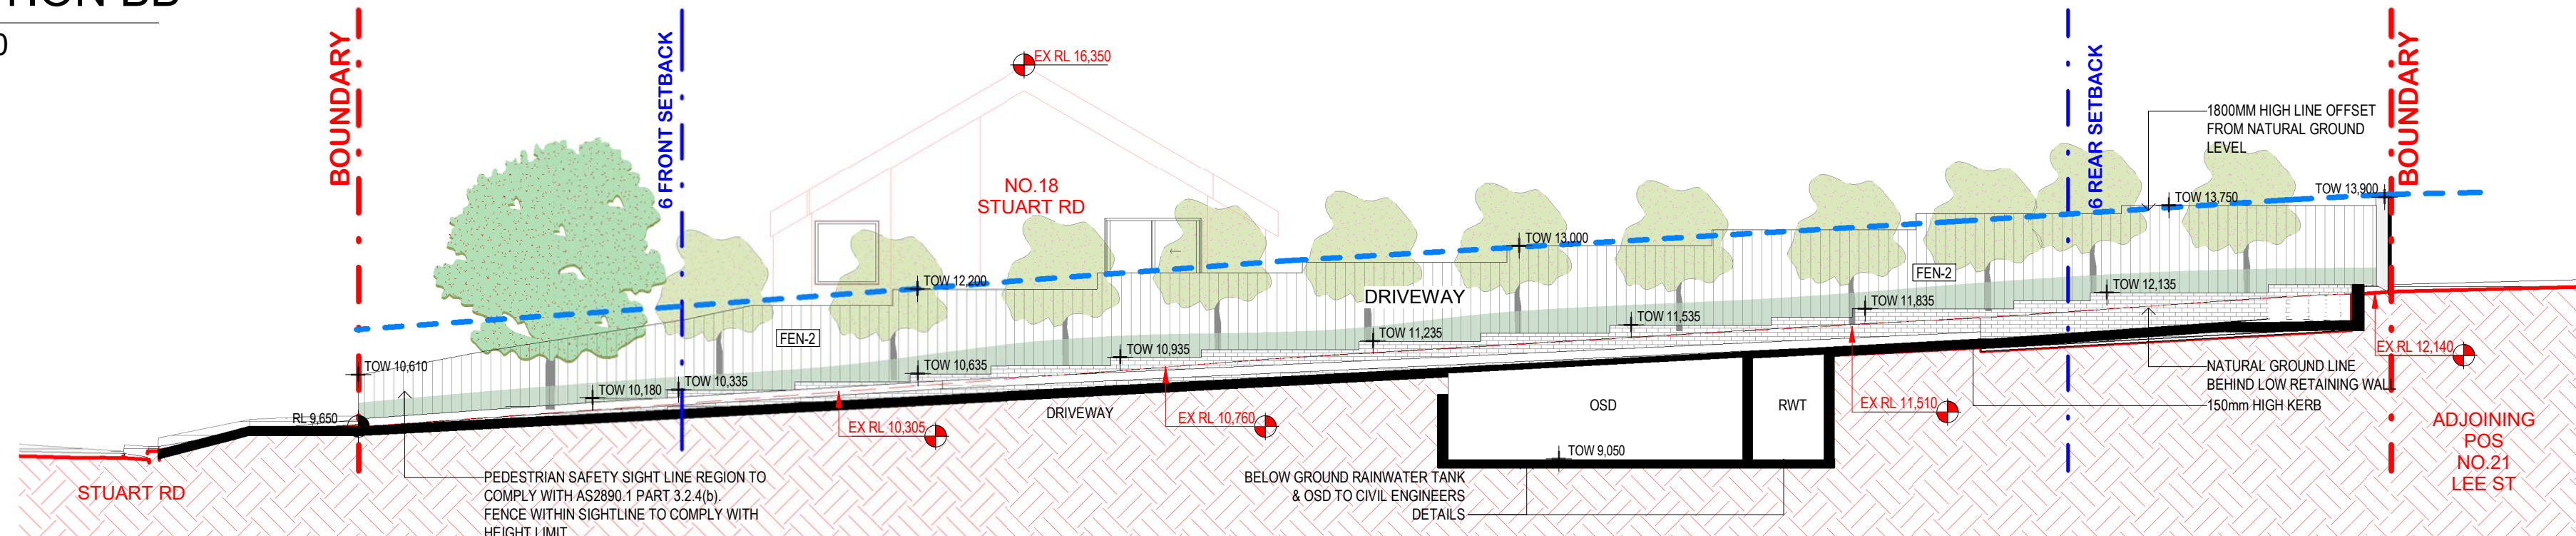 BOUNDARY
6 FRONT SETBACK
EX RL 16,350
6 REAR SETBACK
BOUNDARY
1800MM HIGH LINE OFFSET
FROM NATURAL GROUND
LEVEL
NO.18
STUART RD
TOW 13,750
TOW 13,900
TOW 13,000
TOW 12,200
FEN-2
DRIVEWAY
TOW 12,135
TOW 11,835
TOW 11,535
TOW 11,235
FEN-2
TOW 10,935
TOW 10,635
TOW 10,610
TOW 10,335
TOW 10,180
EX RL 12,140
NATURAL GROUND LINE
BEHIND LOW RETAINING WALL
150mm HIGH KERB
RL 9,650
DRIVEWAY
EX RL 10,305
EX RL 10,760
OSD
RWT
EX RL 11,510
ADJOINING
POS
NO.21
LEE ST
TOW 9,050
STUART RD
PEDESTRIAN SAFETY SIGHT LINE REGION TO
COMPLY WITH AS2890.1 PART 3.2.4(b).
FENCE WITHIN SIGHTLINE TO COMPLY WITH
HEIGHT LIMIT
BELOW GROUND RAINWATER TANK
& OSD TO CIVIL ENGINEERS
DETAILS